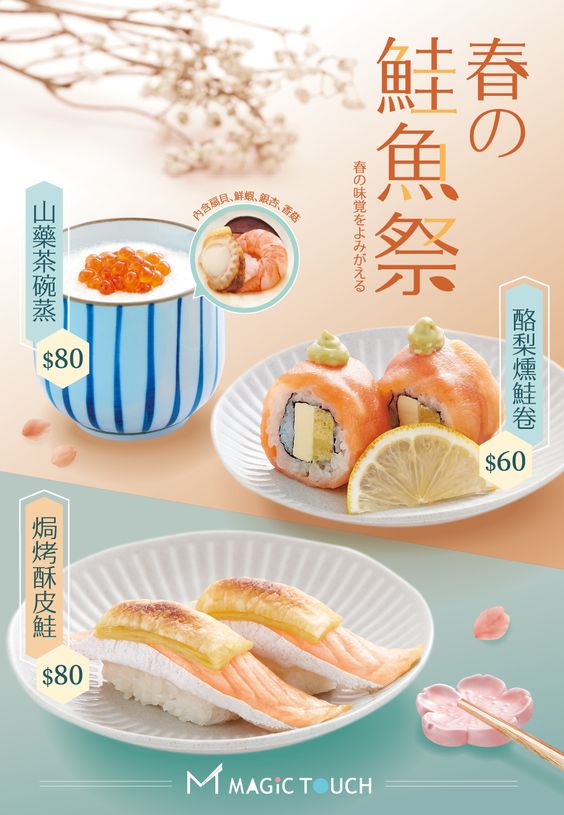 春の
鮭魚祭
春の味覚をよみがえる
內含扇貝、鮮蝦、銀杏、香菇
山藥茶碗蒸
$80
酪梨燻鮭卷
$60
焗烤酥皮鮭
$80
MAGIC TOUCH